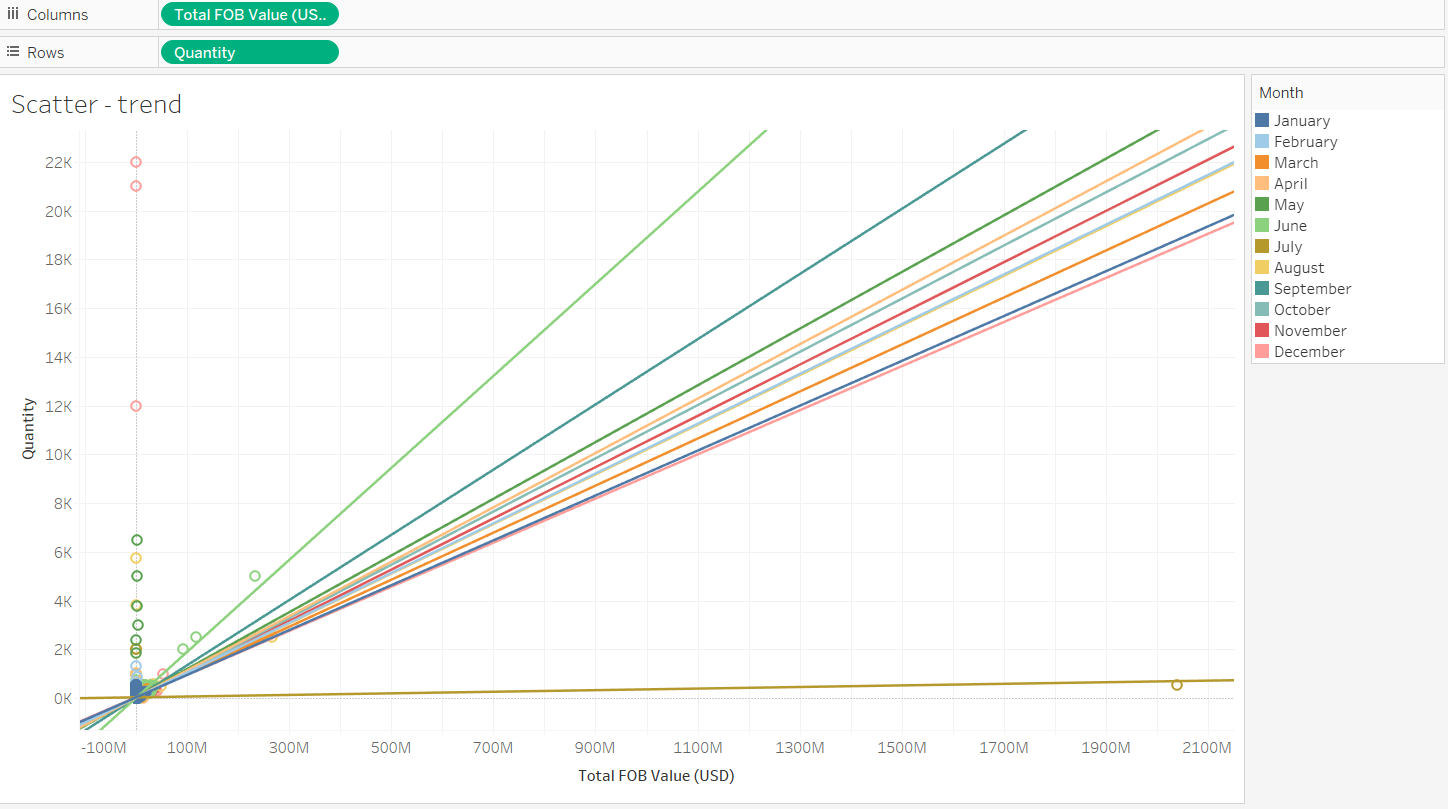 Columns
Total FOB Value (US..
Rows
Quantity
Scatter - trend
22K
20K
18K
16K
14K
12K
10K
8K
6K
4K
2K
0K
Quantity
-100M 100M 300M 500M 700M 900M 1100M 1300M 1500M 1700M 1900M 2100M
Total FOB Value (USD)
Month
January
February
March
April
May
June
July
August
September
October
November
December